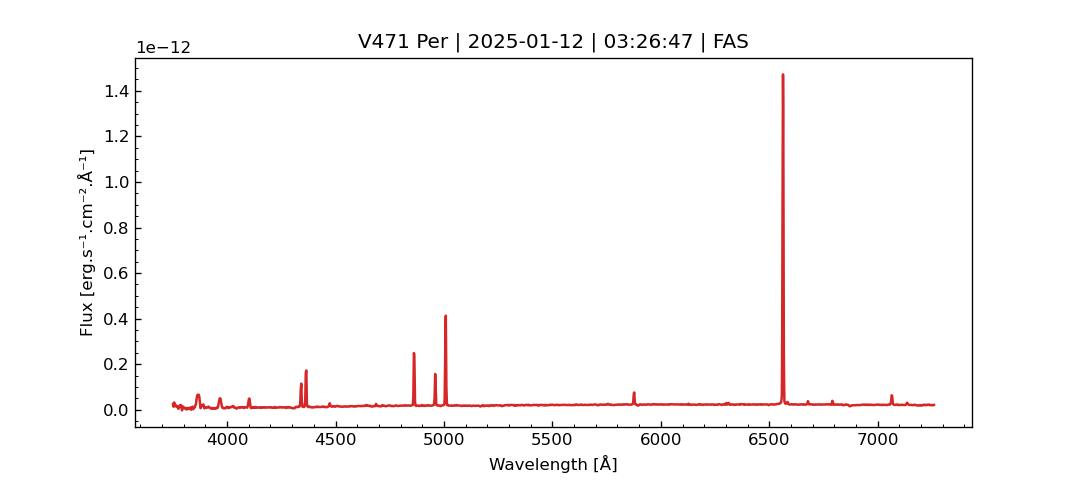 V471 Per | 2025-01-12 | 03:26:47 | FAS
1e−12
1.4
1.2
1.0
0.8
0.6
0.4
0.2
0.0
Flux [erg.s⁻¹.cm⁻².Å⁻¹]
4000 4500 5000 5500 6000 6500 7000
Wavelength [Å]